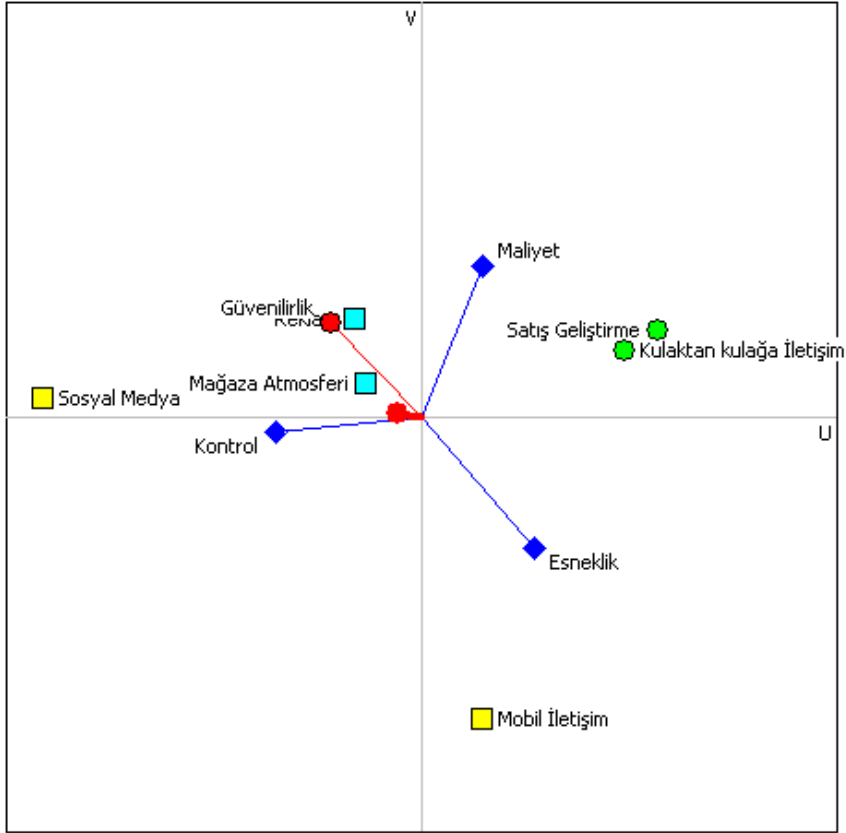 V
Maliyet
Güvenilirlik
Satış Geliştirme
Kulaktan kulağa İletişim
Mağaza Atmosferi
Sosyal Medya
U
Kontrol
Esneklik
Mobil İletişim